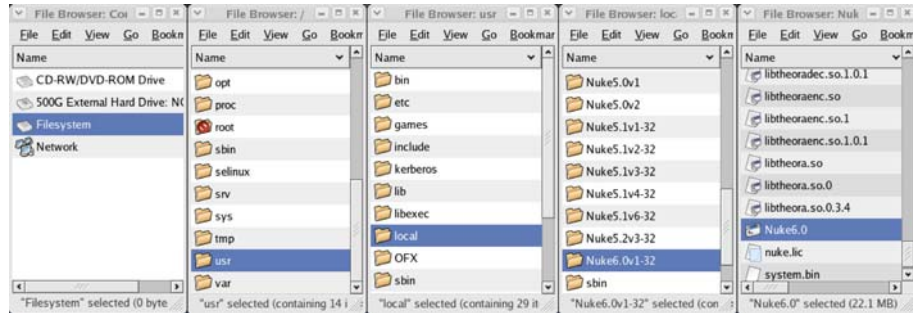 File Browser: Co
File Edit View Go Bookm
Name
CD-RW/DVD-ROM Drive
500G External Hard Drive: NO
Filesystem
Network
"Filesystem" selected (0 byte
File Browser: /
File Edit View Go Bookm
Name
opt
proc
root
sbin
selinux
srv
sys
tmp
usr
var
"usr" selected (containing 14 i
File Browser: usr
File Edit View Go Bookmar
Name
bin
etc
games
include
kerberos
lib
libexec
local
OFX
sbin
"local" selected (containing 29 it
File Browser: loc
File Edit View Go Bookn
Name
Nuke5.0v1
Nuke5.0v2
Nuke5.1v1-32
Nuke5.1v2-32
Nuke5.1v3-32
Nuke5.1v4-32
Nuke5.1v6-32
Nuke5.2v3-32
Nuke6.0v1-32
sbin
"Nuke6.0v1-32" selected (con
File Browser: Nuk
File Edit View Go Bookm
Name
libtheoradec.so.1.0.1
libtheoraenc.so
libtheoraenc.so.1
libtheoraenc.so.1.0.1
libtheora.so
libtheora.so.0
libtheora.so.0.3.4
Nuke6.0
nuke.lic
system.bin
"Nuke6.0" selected (22.1 MB)